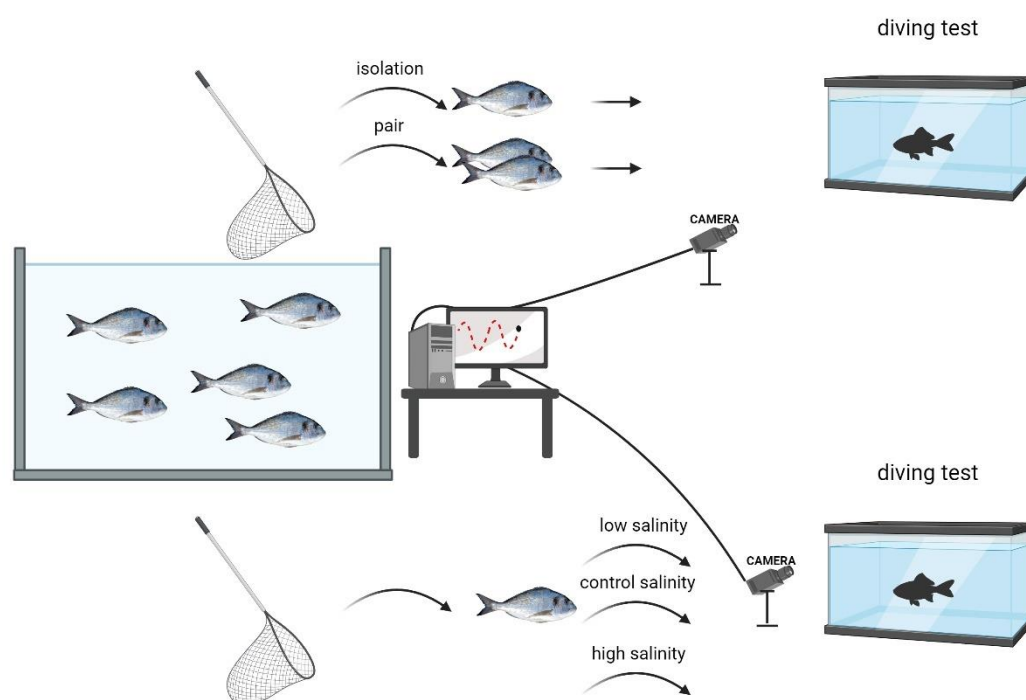 diving test
isolation
pair
CAMERA
diving test
low salinity
CAMERA
control salinity
high salinity